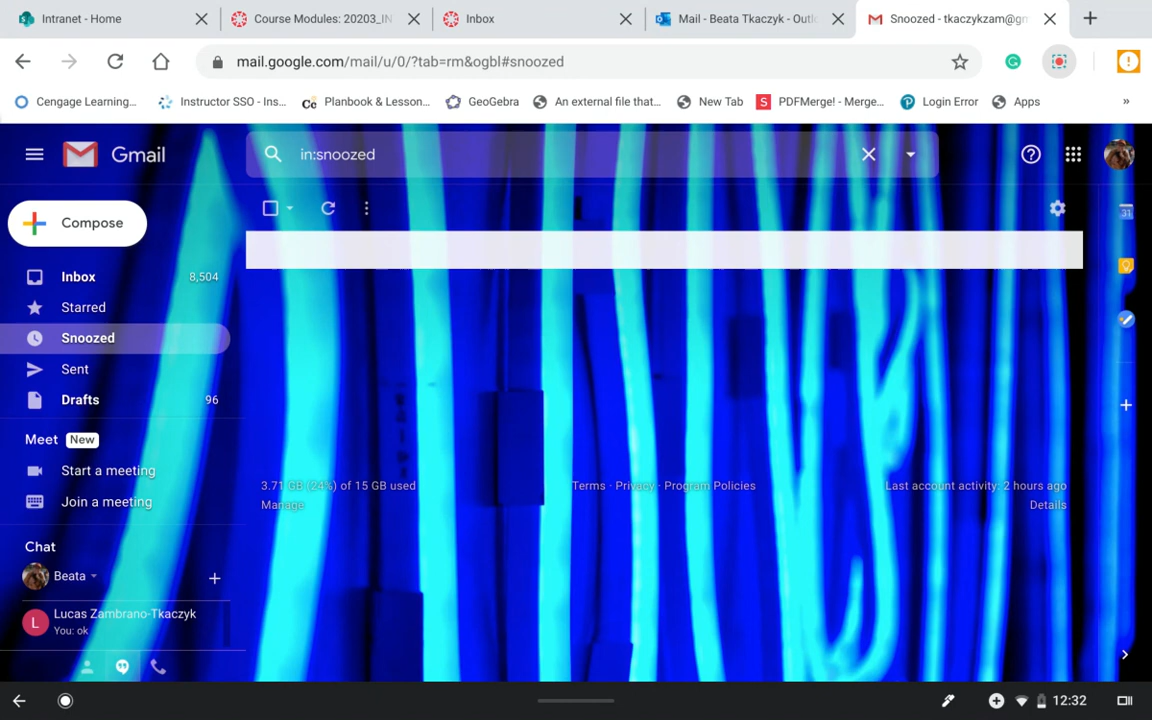 Intranet - Home
Course Modules: 20203_IN
Inbox
Mail - Beata Tkaczyk - Outlo
Snoozed - tkaczykzam@gm
mail.google.com/mail/u/0/?tab=rm&ogbl#snoozed
Cengage Learning...
Instructor SSO - Ins...
Planbook & Lesson...
GeoGebra
An external file that...
New Tab
PDFMerge! - Merge...
Login Error
Apps
»
Gmail
in:snoozed
Compose
31
Inbox 8,504
Starred
Snoozed
Sent
Drafts 96
Meet New
Start a meeting
Join a meeting
3.71 GB (24%) of 15 GB used
Manage
Terms · Privacy · Program Policies
Last account activity: 2 hours ago
Details
Chat
Beata
L
Lucas Zambrano-Tkaczyk
You: ok
12:32